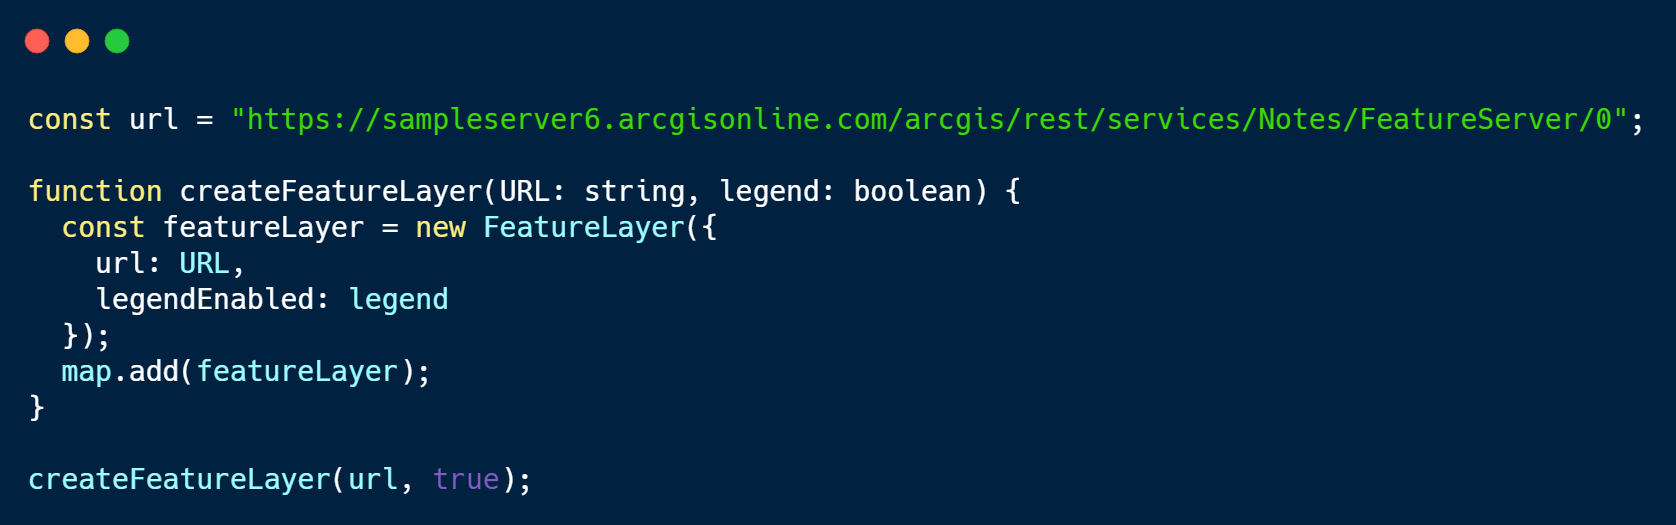 const url = "https://sampleserver6.arcgisonline.com/arcgis/rest/services/Notes/FeatureServer/0";
function createFeatureLayer(URL: string, legend: boolean) {
  const featureLayer = new FeatureLayer({
    url: URL,
    legendEnabled: legend
  });
  map.add(featureLayer);
}
createFeatureLayer(url, true);